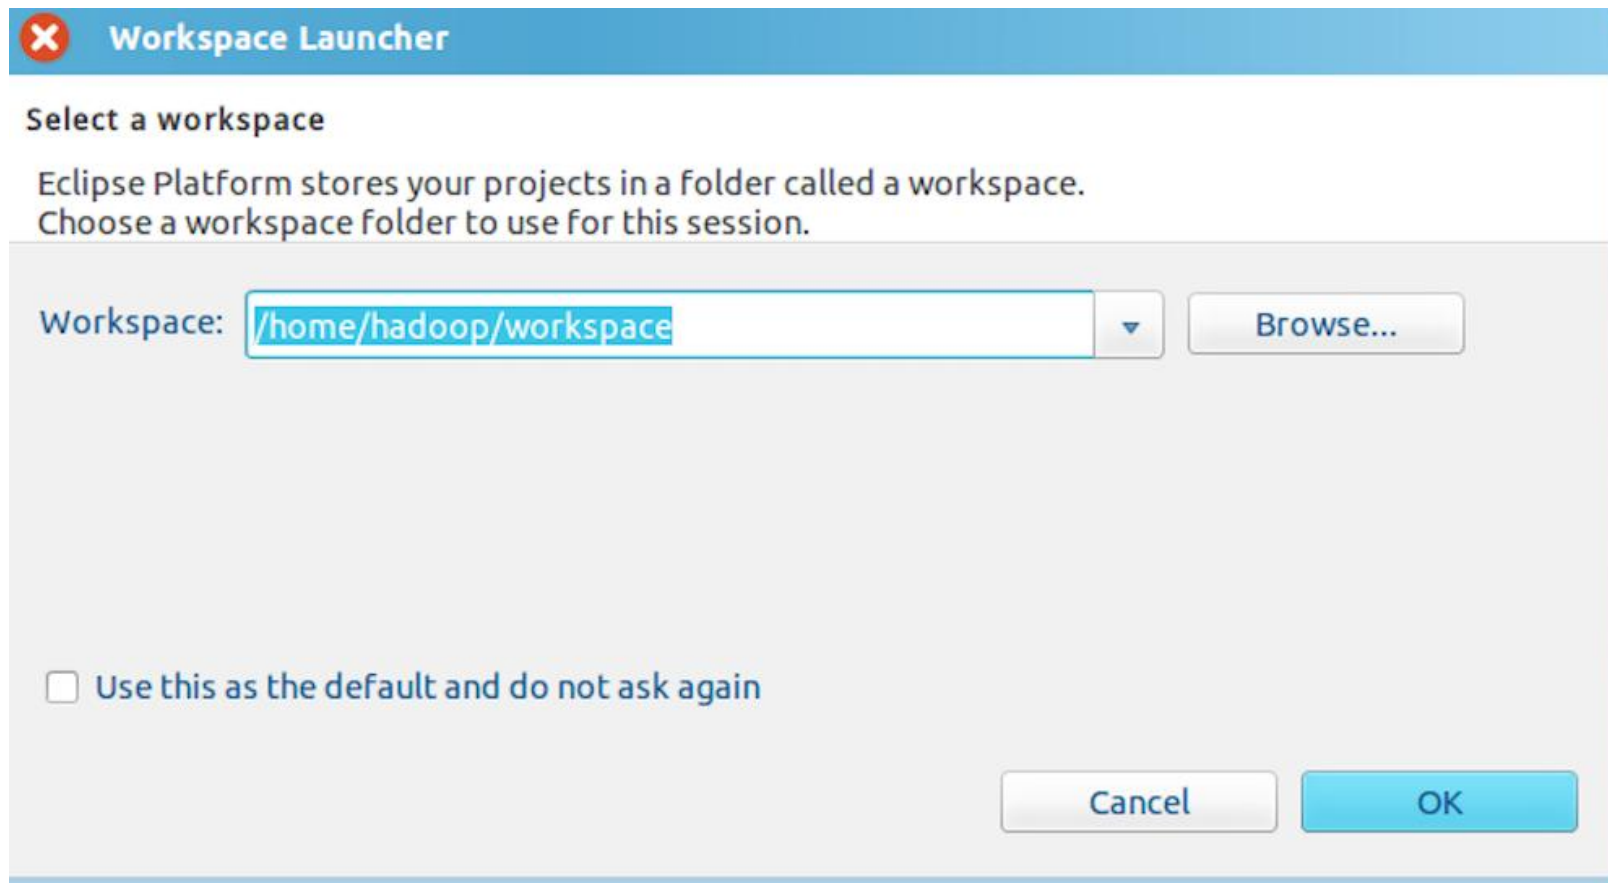 Workspace Launcher
Select a workspace
Eclipse Platform stores your projects in a folder called a workspace.
Choose a workspace folder to use for this session.
Workspace: /home/hadoop/workspace Browse...
Use this as the default and do not ask again
Cancel OK